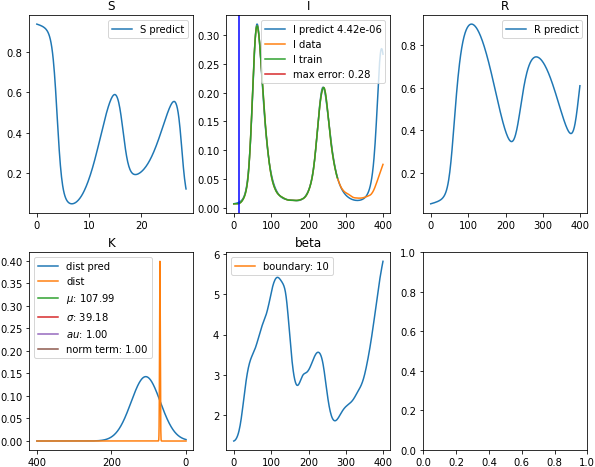 S
I
R
S predict
I predict 4.42e-06
I data
I train
max error: 0.28
R predict
0.8
0.6
0.4
0.2
0.30
0.25
0.20
0.15
0.10
0.05
0.00
0.8
0.6
0.4
0.2
0 10 20
0 100 200 300 400
0 100 200 300 400
K
beta
dist pred
dist
μ: 107.99
σ: 39.18
au: 1.00
norm term: 1.00
boundary: 10
0.40
0.35
0.30
0.25
0.20
0.15
0.10
0.05
0.00
6
5
4
3
2
1.0
0.8
0.6
0.4
0.2
0.0
400 200 0
0 100 200 300 400
0.0 0.2 0.4 0.6 0.8 1.0